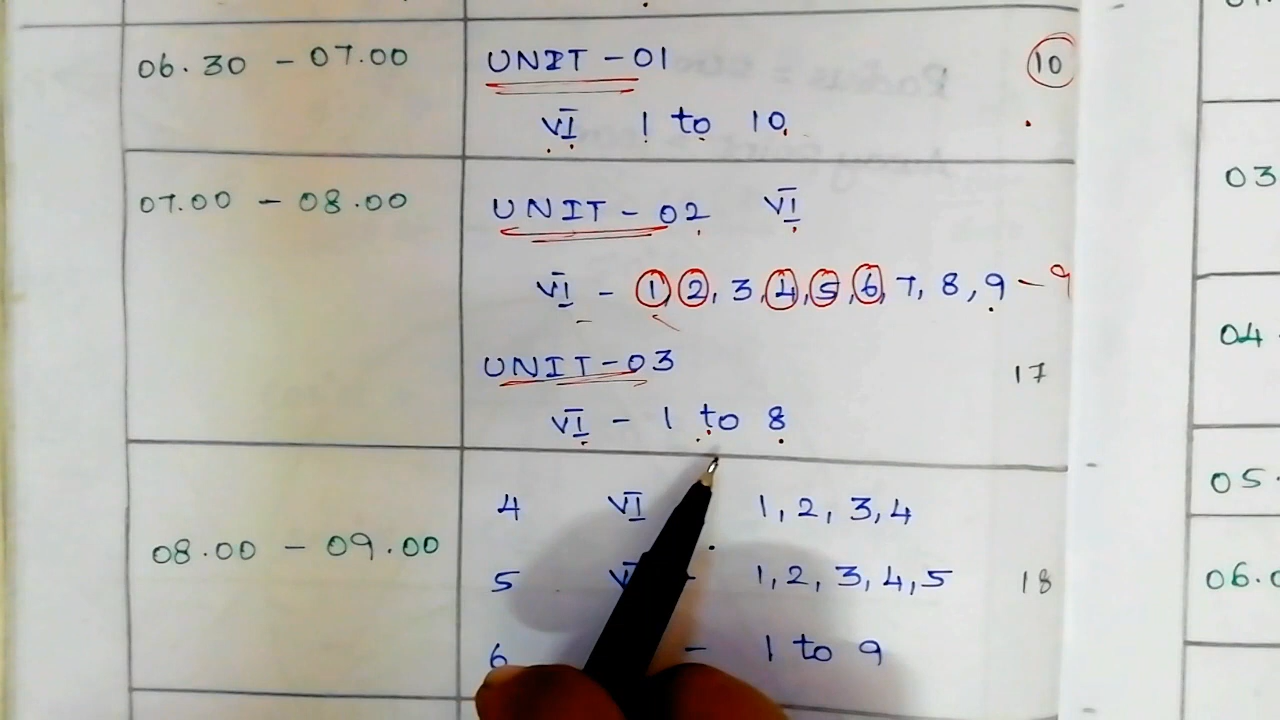 06.30 - 07.00 UNIT - 01 10
VI 1 to 10
07.00 - 08.00 UNIT - 02 VI
VI - 1, 2, 3, 4, 5, 6, 7, 8, 9 - 9
UNIT - 03 17
VI - 1 to 8
4 VI 1, 2, 3, 4
08.00 - 09.00
5 - 1, 2, 3, 4, 5 18
6 - 1 to 9
03
04
05
06.0